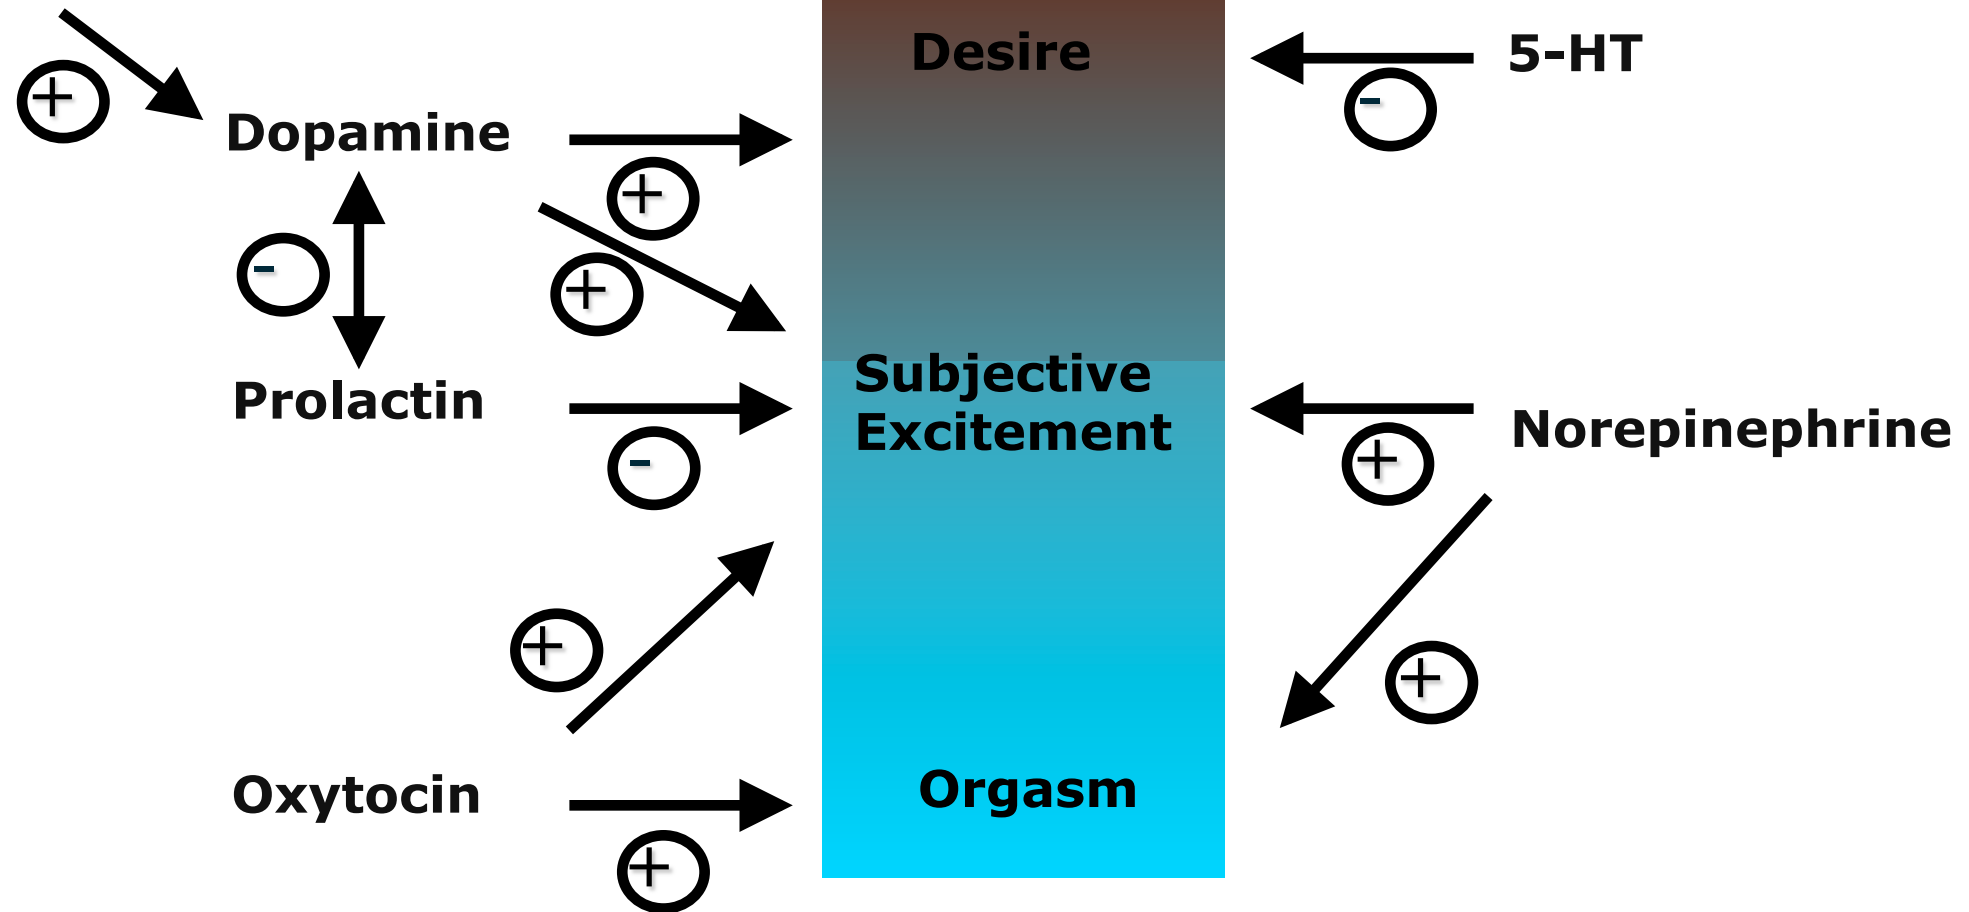 Desire
5-HT
+
-
Dopamine
+
-
+
Subjective
Excitement
Prolactin
Norepinephrine
-
+
+
+
Oxytocin
Orgasm
+